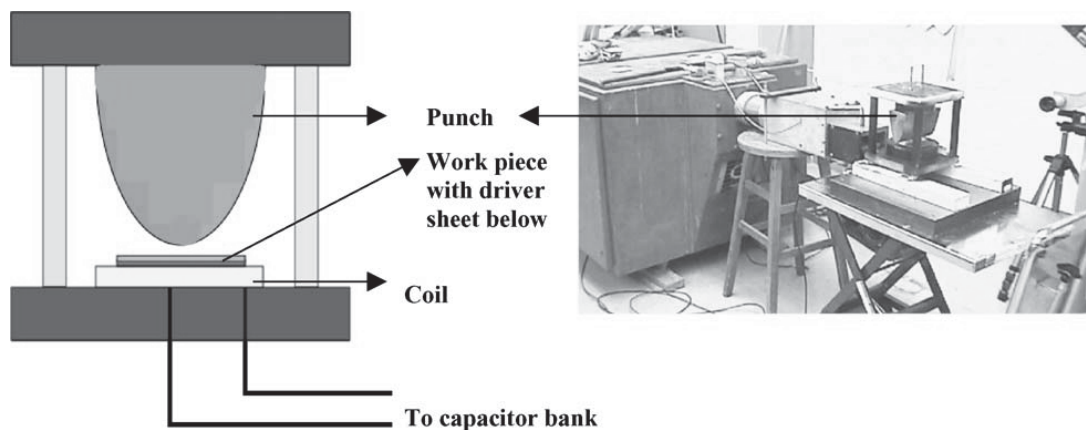 Punch
Work piece
with driver
sheet below
Coil
To capacitor bank